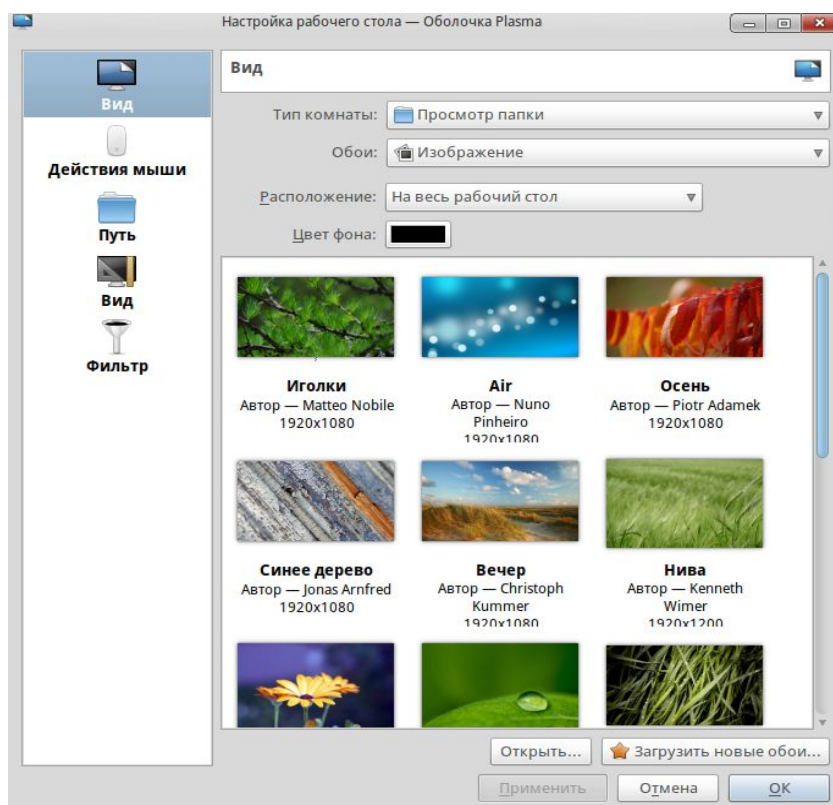 Настройка рабочего стола — Оболочка Plasma
Вид
Действия мыши
Путь
Вид
Фильтр
Вид
Тип комнаты: Просмотр папки
Обои: Изображение
Расположение: На весь рабочий стол
Цвет фона:
Иголки
Автор — Matteo Nobile
1920x1080
Air
Автор — Nuno
Pinheiro
1920x1080
Осень
Автор — Piotr Adamek
1920x1080
Синее дерево
Автор — Jonas Arnfred
1920x1080
Вечер
Автор — Christoph
Kummer
1920x1080
Нива
Автор — Kenneth
Wimer
1920x1200
Открыть... Загрузить новые обои...
Применить Отмена OK